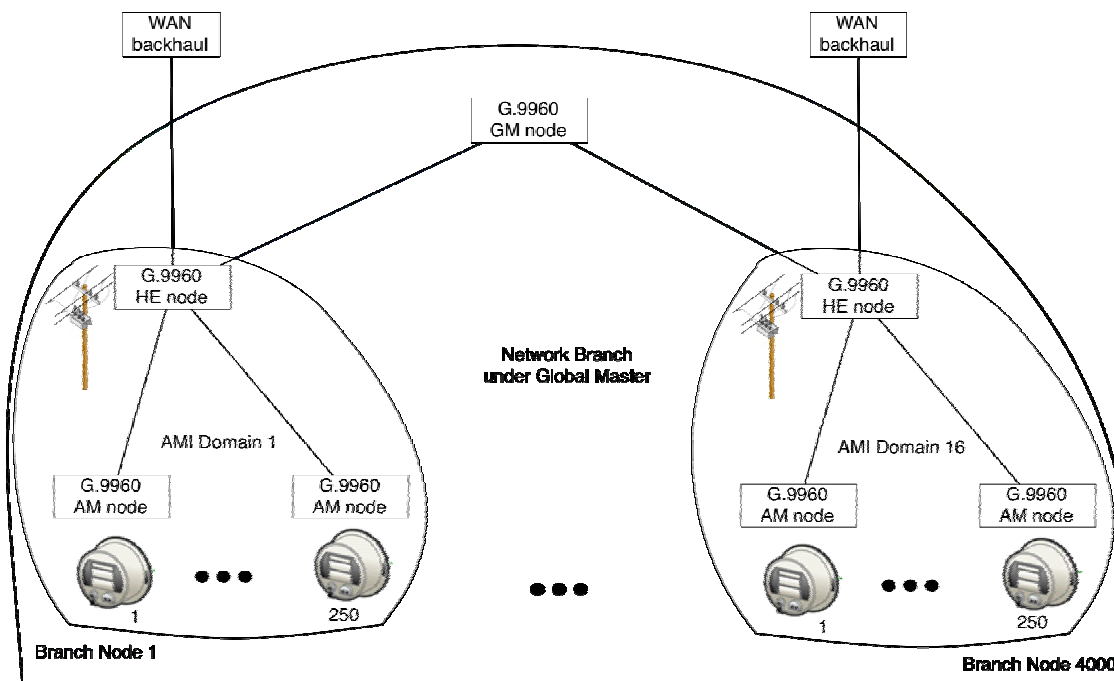 WAN
backhaul
WAN
backhaul
G.9960
GM node
G.9960
HE node
G.9960
HE node
Network Branch
under Global Master
AMI Domain 1
AMI Domain 16
G.9960
AM node
G.9960
AM node
G.9960
AM node
G.9960
AM node
1
250
1
250
Branch Node 1
Branch Node 4000